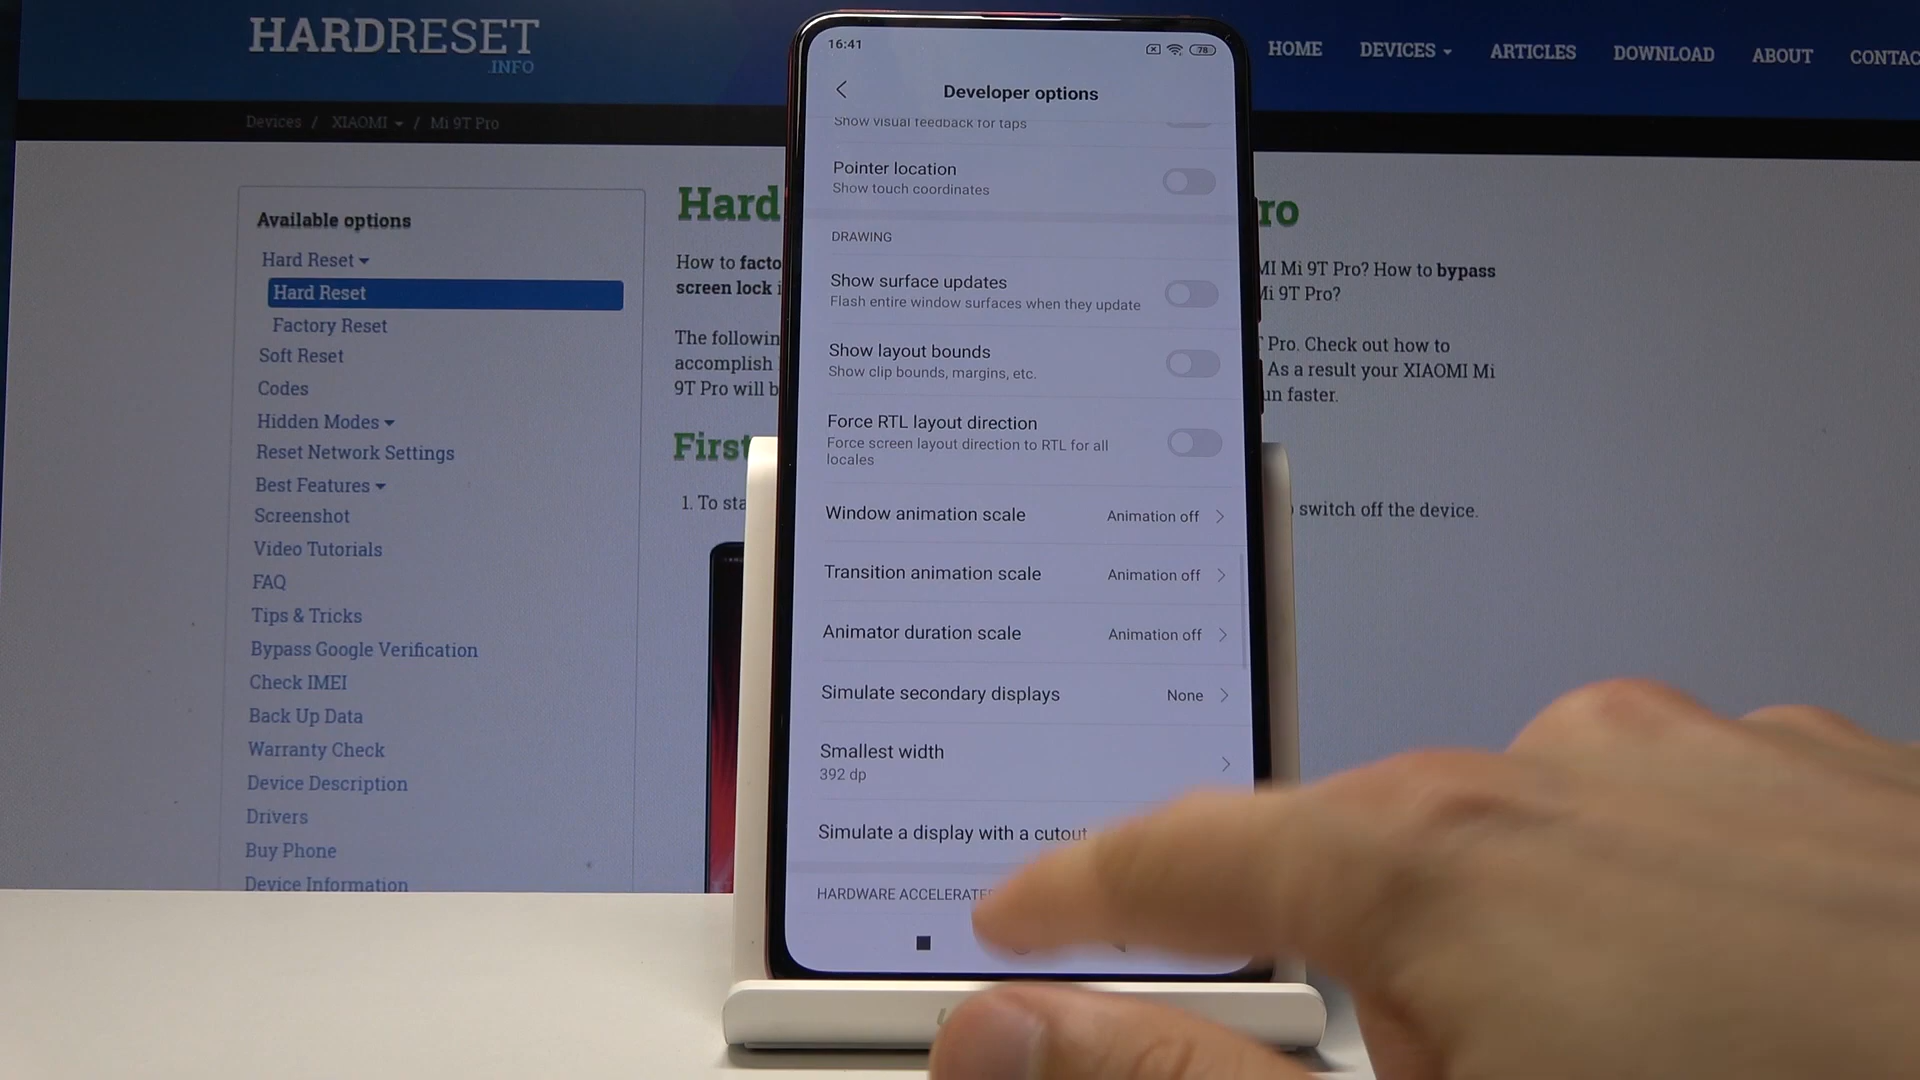 HARDRESET
.INFO
HOME
DEVICES
ARTICLES
DOWNLOAD
ABOUT
CONTAC
Devices / XIAOMI / Mi 9T Pro
Available options
Hard Reset
Hard Reset
Factory Reset
Soft Reset
Codes
Hidden Modes
Reset Network Settings
Best Features
Screenshot
Video Tutorials
FAQ
Tips & Tricks
Bypass Google Verification
Check IMEI
Back Up Data
Warranty Check
Device Description
Drivers
Buy Phone
Device Information
Hard
How to facto
screen lock i
The followin
accomplish
9T Pro will b
First
1. To sta
16:41
78
Developer options
Show visual feedback for taps
Pointer location
Show touch coordinates
DRAWING
Show surface updates
Flash entire window surfaces when they update
Show layout bounds
Show clip bounds, margins, etc.
Force RTL layout direction
Force screen layout direction to RTL for all
locales
Window animation scale Animation off
Transition animation scale Animation off
Animator duration scale Animation off
Simulate secondary displays None
Smallest width
392 dp
Simulate a display with a cutout
HARDWARE ACCELERATE
ro
MI Mi 9T Pro? How to bypass
Mi 9T Pro?
Pro. Check out how to
As a result your XIAOMI Mi
un faster.
switch off the device.